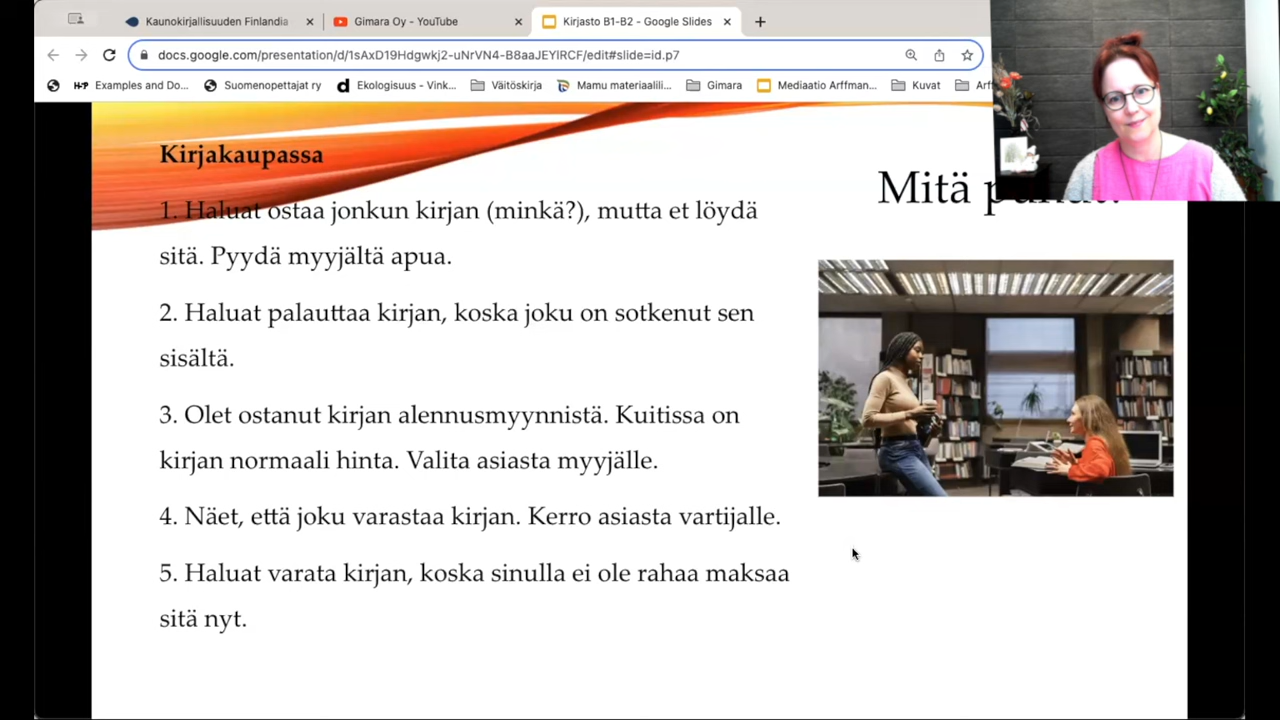 Kaunokirjallisuuden Finlandia
Gimara Oy - YouTube
Kirjasto B1-B2 - Google Slides
docs.google.com/presentation/d/1sAxD19Hdgwkj2-uNrVN4-B8aaJEYlRCF/edit#slide=id.p7
Examples and Do...
Suomenopettajat ry
Ekologisuus - Vink...
Väitöskirja
Mamu materiaalili...
Gimara
Mediaatio Arffman...
Kuvat
Kirjakaupassa
Mitä
1. Haluat ostaa jonkun kirjan (minkä?), mutta et löydä
sitä. Pyydä myyjältä apua.
2. Haluat palauttaa kirjan, koska joku on sotkenut sen
sisältä.
3. Olet ostanut kirjan alennusmyynnistä. Kuitissa on
kirjan normaali hinta. Valita asiasta myyjälle.
4. Näet, että joku varastaa kirjan. Kerro asiasta vartijalle.
5. Haluat varata kirjan, koska sinulla ei ole rahaa maksaa
sitä nyt.